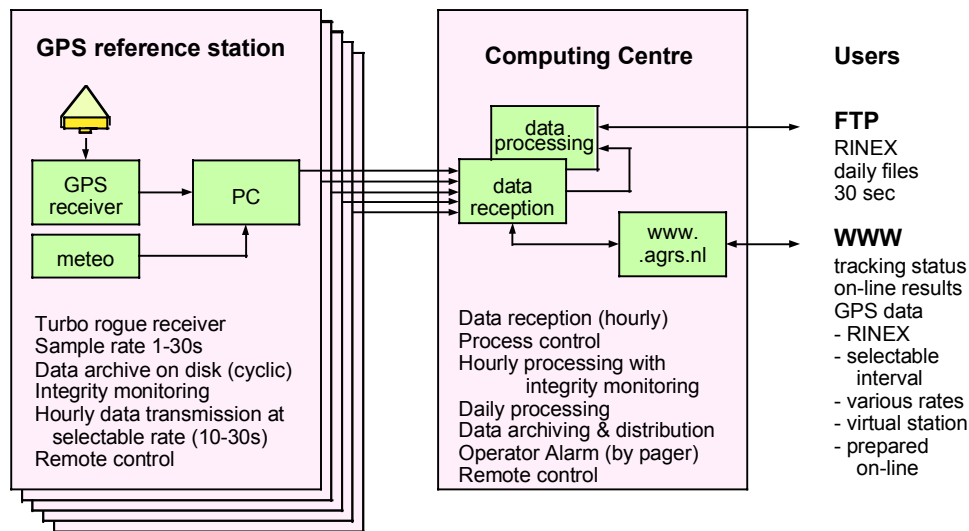 GPS reference station
GPS
receiver
PC
meteo
Turbo rogue receiver
Sample rate 1-30s
Data archive on disk (cyclic)
Integrity monitoring
Hourly data transmission at
selectable rate (10-30s)
Remote control
Computing Centre
data
processing
data
reception
www.
.agrs.nl
Data reception (hourly)
Process control
Hourly processing with
integrity monitoring
Daily processing
Data archiving & distribution
Operator Alarm (by pager)
Remote control
Users
FTP
RINEX
daily files
30 sec
WWW
tracking status
on-line results
GPS data
- RINEX
- selectable
interval
- various rates
- virtual station
- prepared
on-line